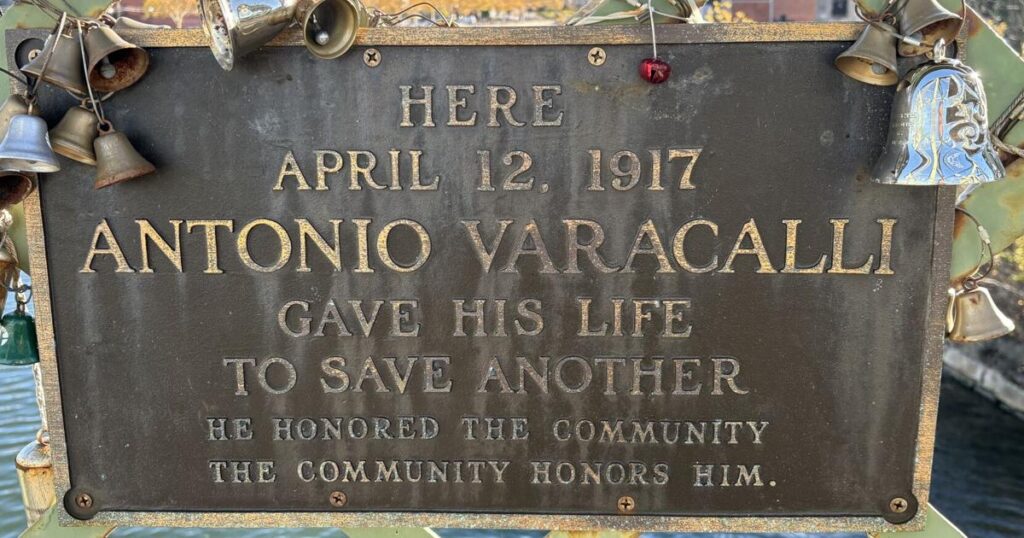 HERE
APRIL 12, 1917
ANTONIO VARACALLI
GAVE HIS LIFE
TO SAVE ANOTHER
HE HONORED THE COMMUNITY
THE COMMUNITY HONORS HIM.